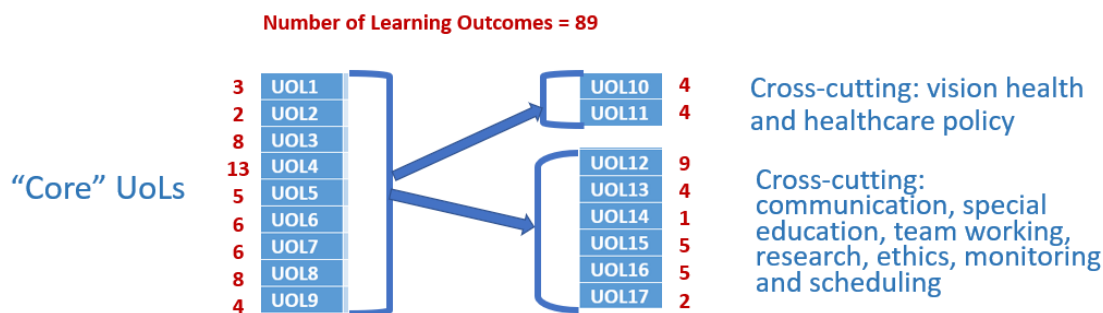 Number of Learning Outcomes = 89
"Core" UoLs
3 UOL1
2 UOL2
8 UOL3
13 UOL4
5 UOL5
6 UOL6
6 UOL7
8 UOL8
4 UOL9
UOL10 4
UOL11 4
Cross-cutting: vision health
and healthcare policy
UOL12 9
UOL13 4
UOL14 1
UOL15 5
UOL16 5
UOL17 2
Cross-cutting:
communication, special
education, team working,
research, ethics, monitoring
and scheduling